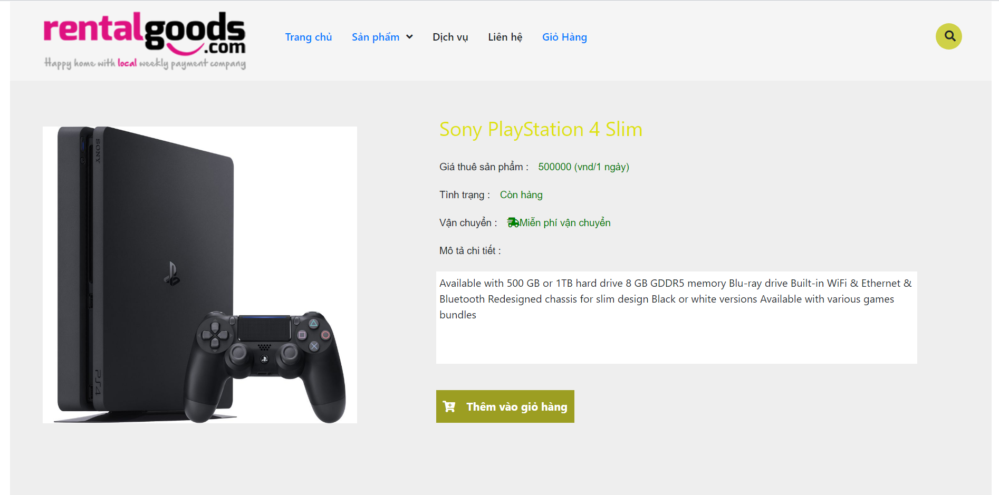 rentalgoods
.com
Happy home with local weekly payment company
Trang chủ Sản phẩm Dịch vụ Liên hệ Giỏ Hàng
Sony PlayStation 4 Slim
Giá thuê sản phẩm : 500000 (vnd/1 ngày)
Tình trạng : Còn hàng
Vận chuyển : Miễn phí vận chuyển
Mô tả chi tiết :
Available with 500 GB or 1TB hard drive 8 GB GDDR5 memory Blu-ray drive Built-in WiFi & Ethernet &
Bluetooth Redesigned chassis for slim design Black or white versions Available with various games
bundles
Thêm vào giỏ hàng
SONY
PS4